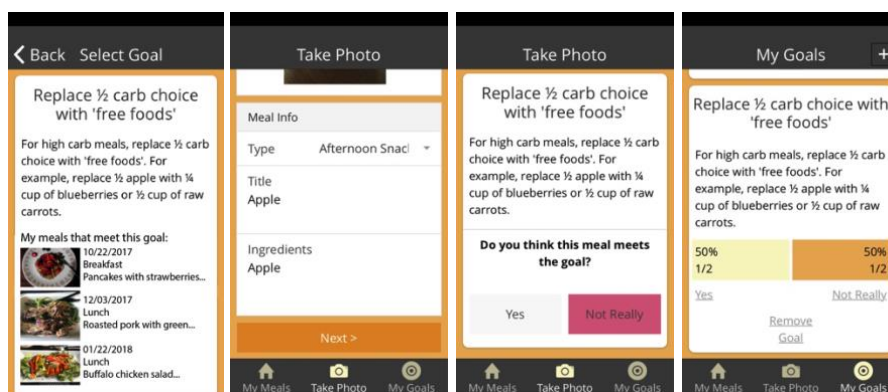 Back Select Goal
Replace ½ carb choice
with 'free foods'
For high carb meals, replace ½ carb
choice with 'free foods'. For
example, replace ½ apple with ¼
cup of blueberries or ½ cup of raw
carrots.
My meals that meet this goal:
10/22/2017
Breakfast
Pancakes with strawberries...
12/03/2017
Lunch
Roasted pork with green...
01/22/2018
Lunch
Buffalo chicken salad...
Take Photo
Meal Info
Type Afternoon Snac
Title
Apple
Ingredients
Apple
Next >
My Meals Take Photo My Goals
Take Photo
Replace ½ carb choice
with 'free foods'
For high carb meals, replace ½ carb
choice with 'free foods'. For
example, replace ½ apple with ¼
cup of blueberries or ½ cup of raw
carrots.
Do you think this meal meets
the goal?
Yes Not Really
My Meals Take Photo My Goals
My Goals +
Replace ½ carb choice with
'free foods'
For high carb meals, replace ½ carb
choice with 'free foods'. For
example, replace ½ apple with ¼
cup of blueberries or ½ cup of raw
carrots.
50% 50%
1/2 1/2
Yes Not Really
Remove
Goal
My Meals Take Photo My Goals